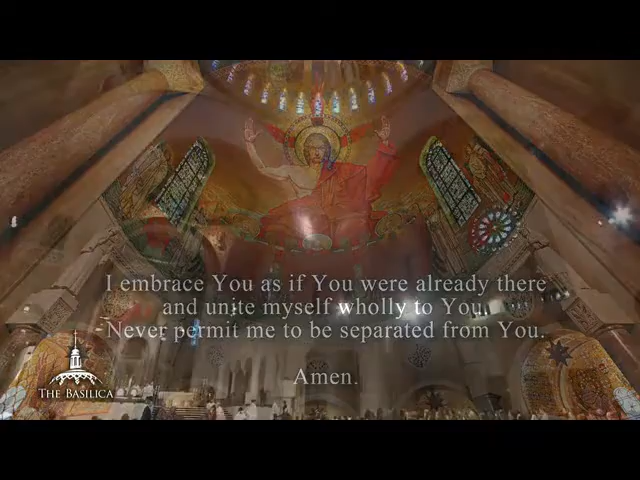 I embrace You as if You were already there
and unite myself wholly to You.
Never permit me to be separated from You.
Amen.
THE BASILICA